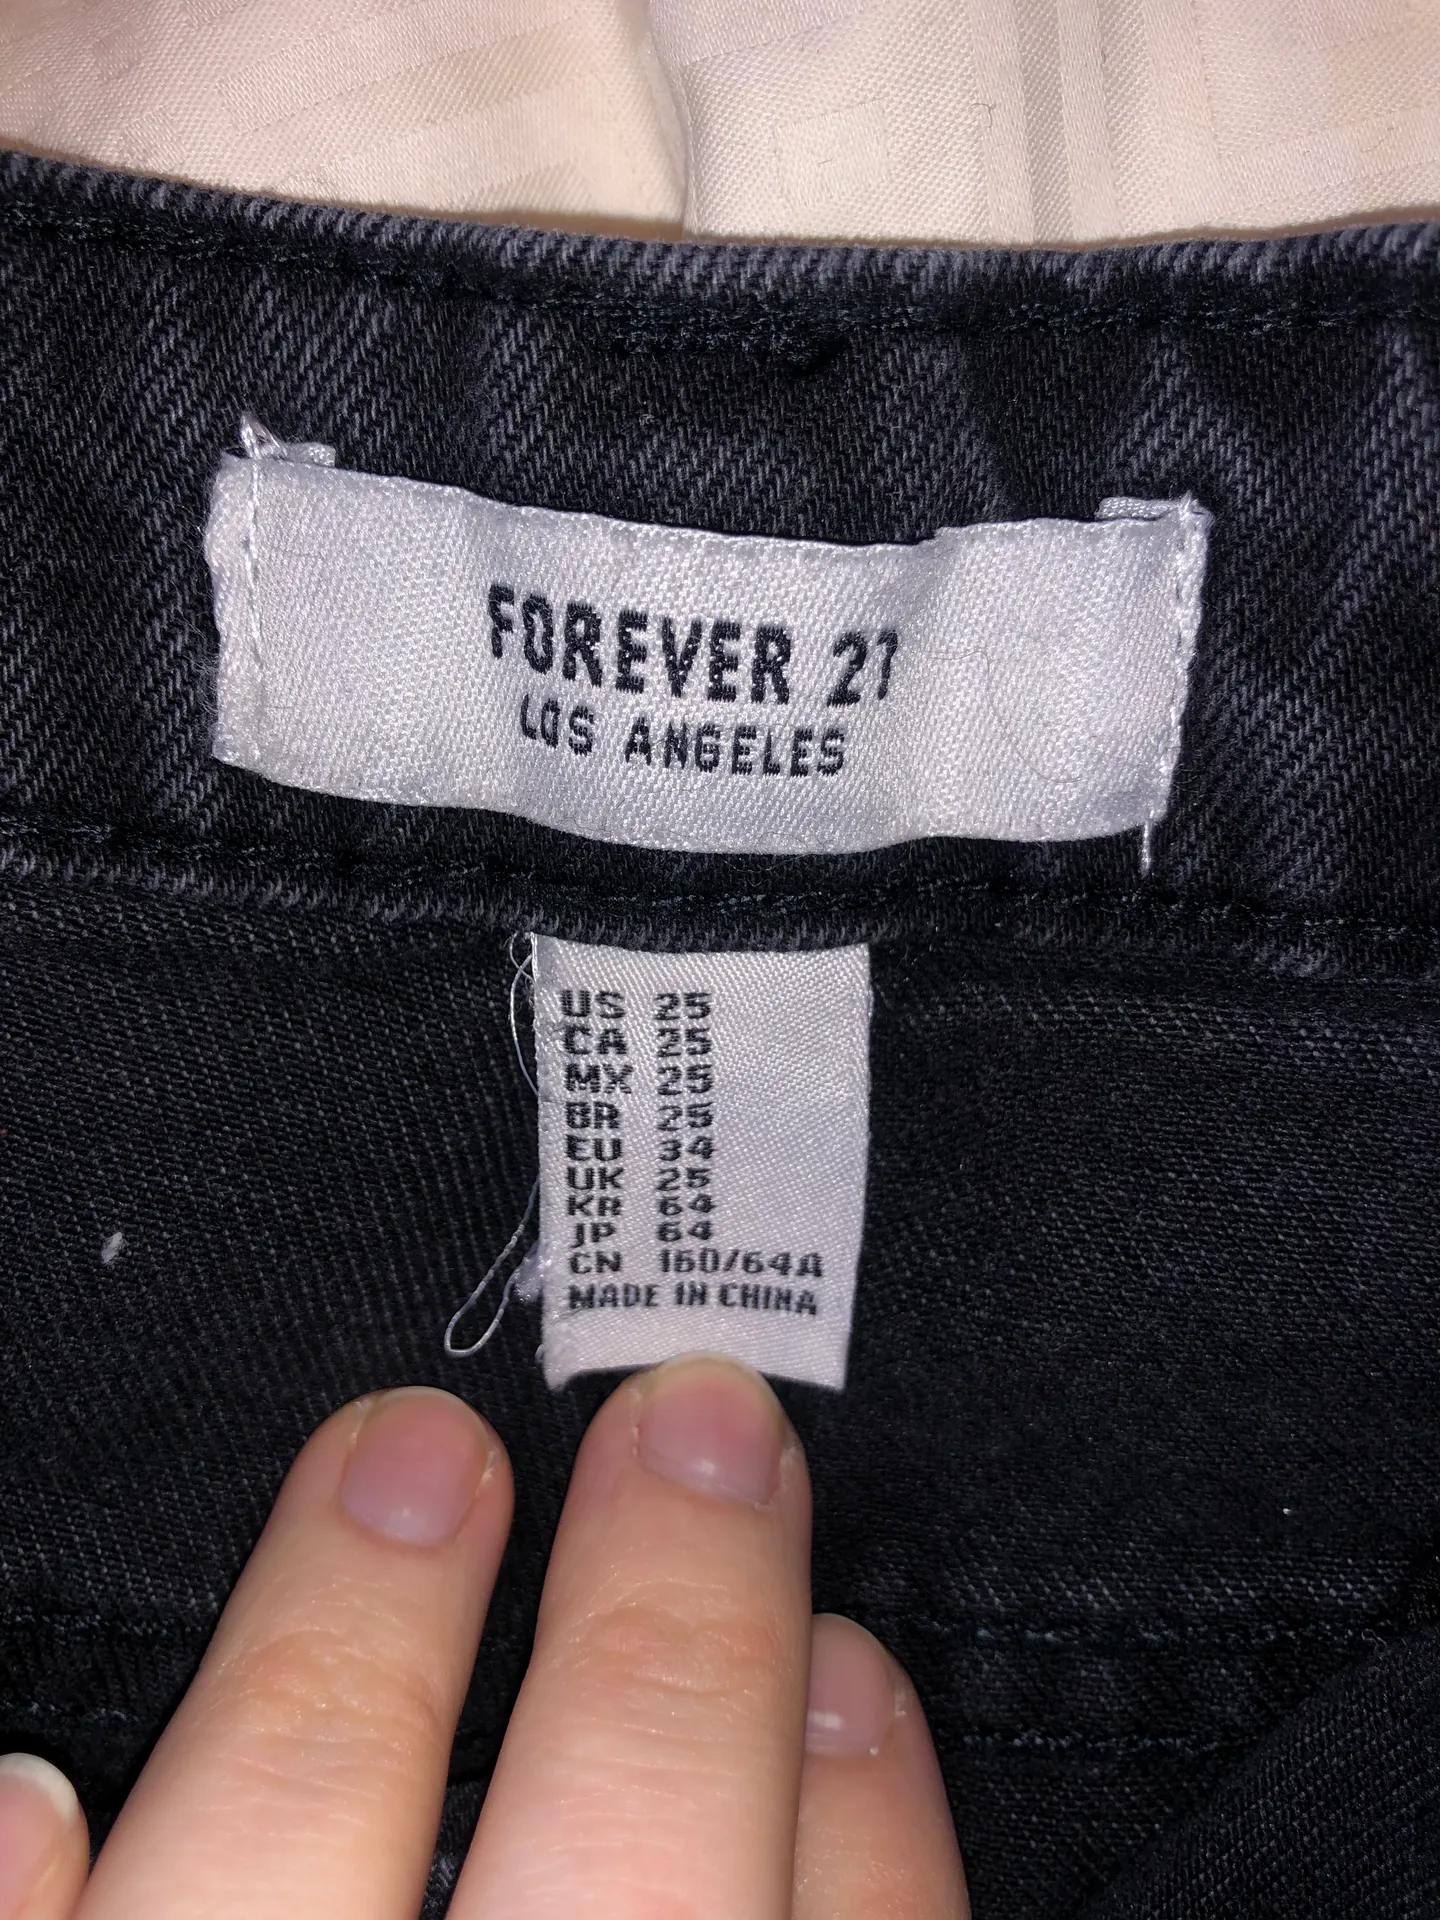 FOREVER 21
LOS ANGELES
US 25
CA 25
MX 25
BR 25
EU 34
UK 25
KR 64
JP 64
CN 160/64A
MADE IN CHINA